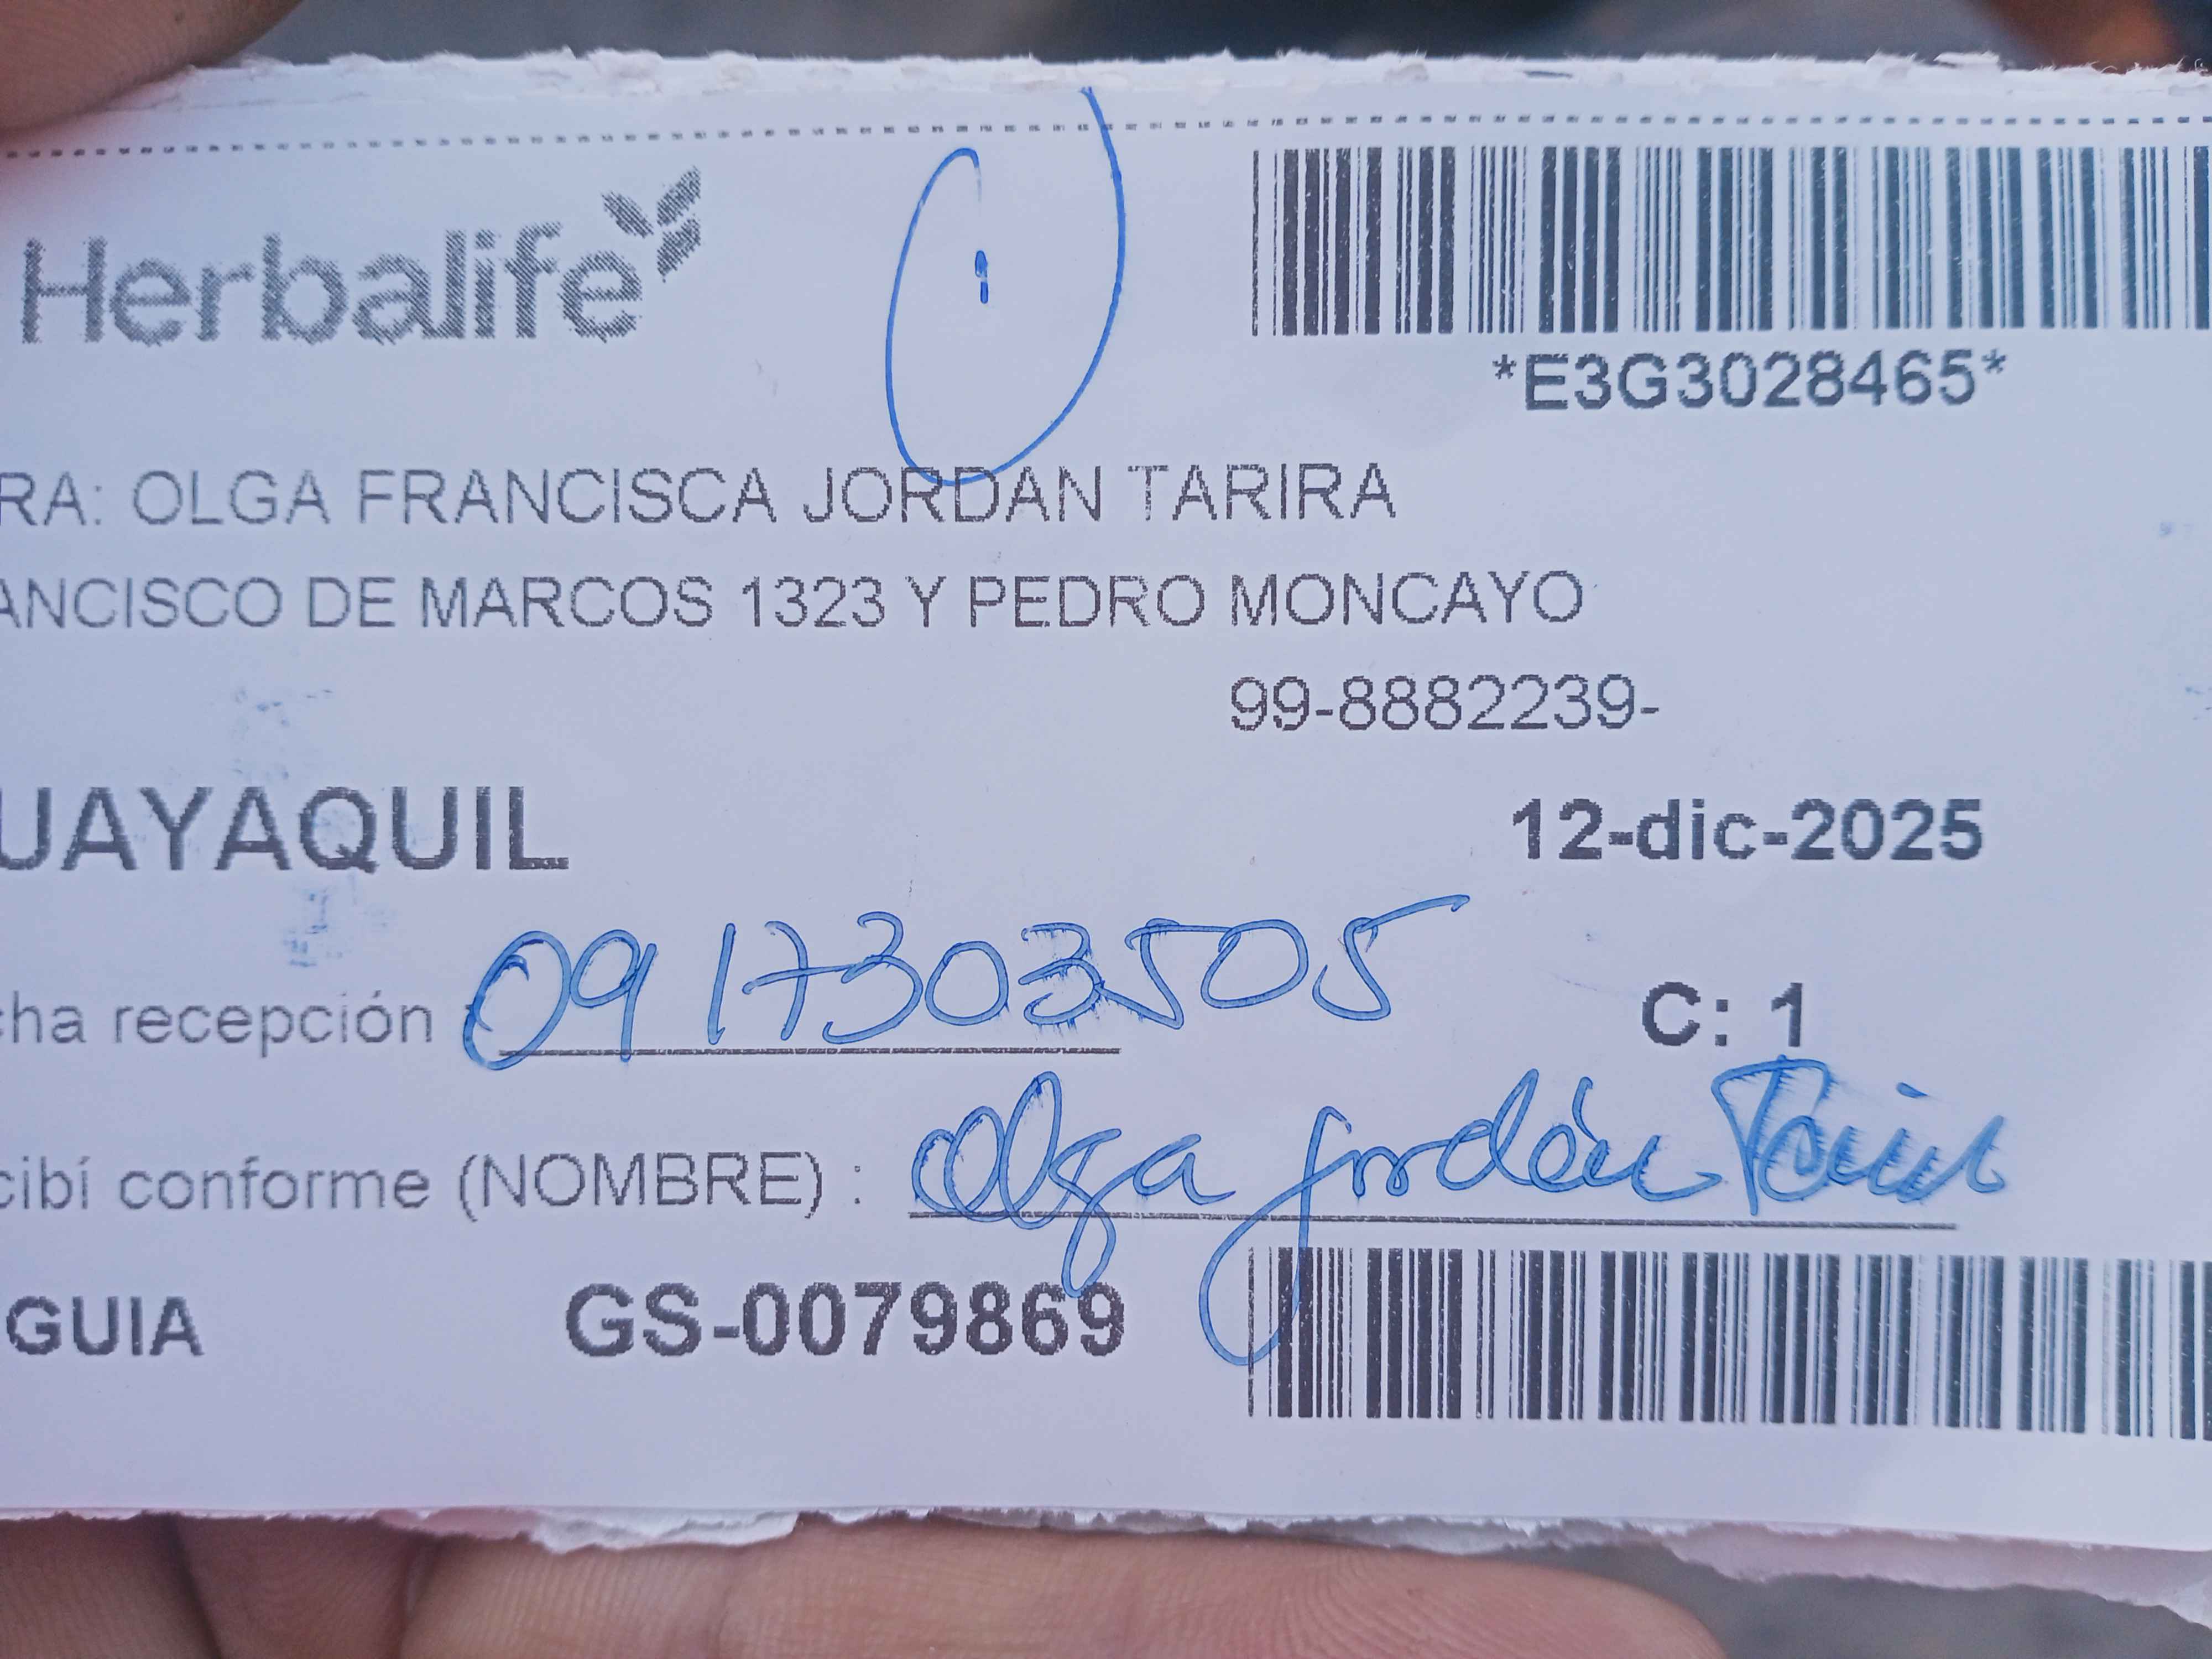 Herbalife
*E3G3028465*
RA: OLGA FRANCISCA JORDAN TARIRA
ANCISCO DE MARCOS 1323 Y PEDRO MONCAYO
99-8882239-
UAYAQUIL 12-dic-2025
cha recepción 0917303505 C: 1
cibí conforme (NOMBRE) : Olga Jordán
GUIA GS-0079869